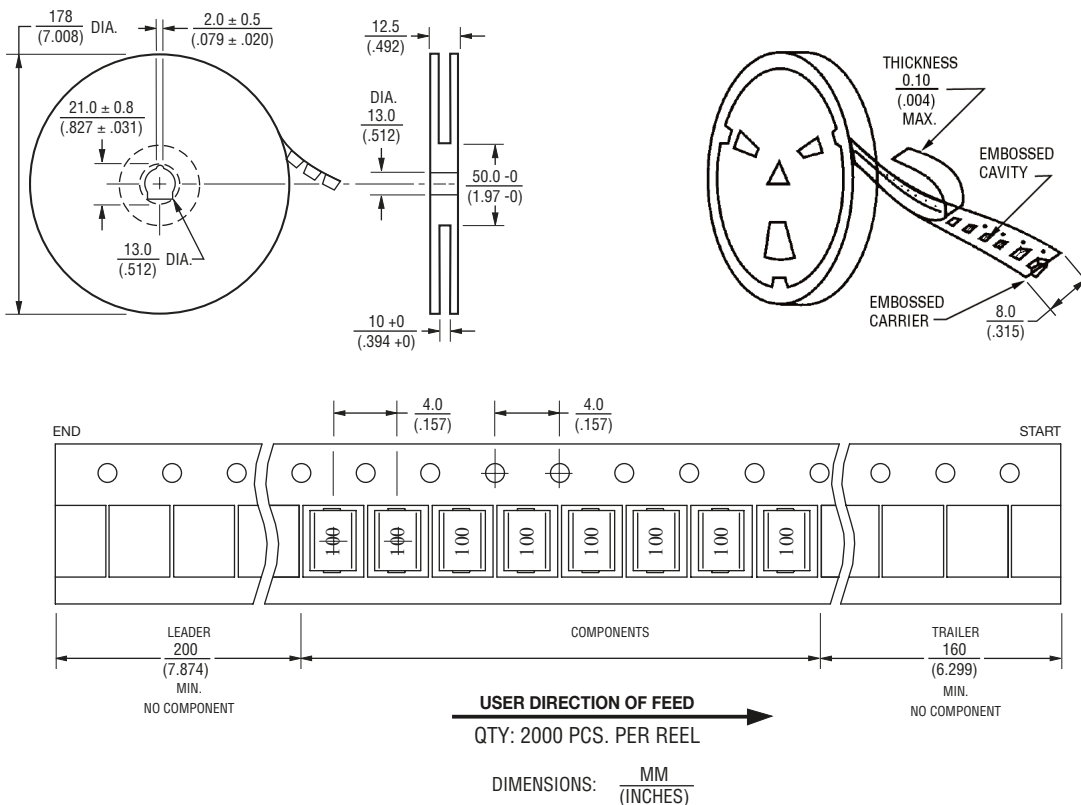 178
(7.008) DIA.
2.0 ± 0.5
(.079 ± .020)
21.0 ± 0.8
(.827 ± .031)
13.0
(.512) DIA.
12.5
(.492)
DIA.
13.0
(.512)
50.0 -0
(1.97 -0)
10 +0
(.394 +0)
THICKNESS
0.10
(.004)
MAX.
EMBOSSED
CAVITY
EMBOSSED
CARRIER
8.0
(.315)
4.0
(.157)
4.0
(.157)
END
START
100 100 100 100 100 100 100 100
LEADER
200
(7.874)
MIN.
NO COMPONENT
COMPONENTS
TRAILER
160
(6.299)
MIN.
NO COMPONENT
USER DIRECTION OF FEED
QTY: 2000 PCS. PER REEL
DIMENSIONS: MM
(INCHES)